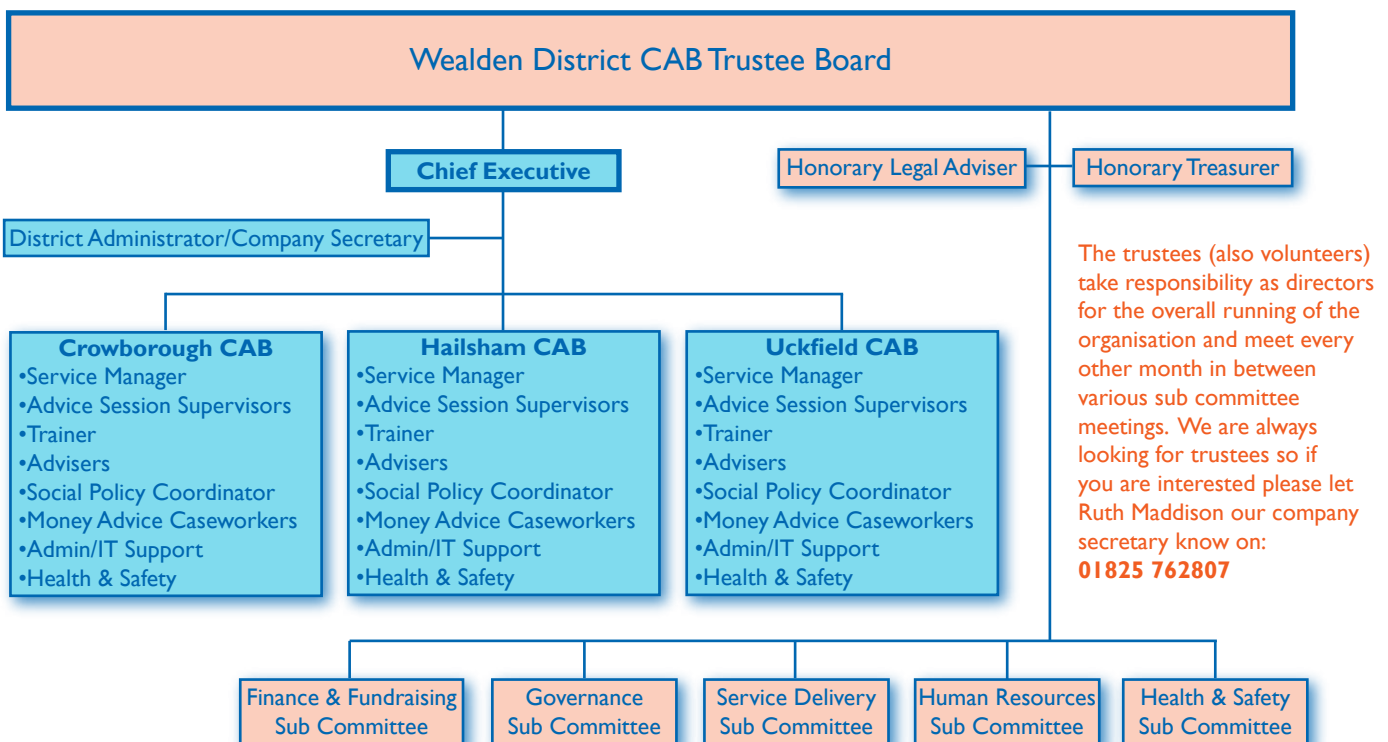 Wealden District CAB Trustee Board
Chief Executive
Honorary Legal Adviser
Honorary Treasurer
District Administrator/Company Secretary
The trustees (also volunteers)
take responsibility as directors
for the overall running of the
organisation and meet every
other month in between
various sub committee
meetings. We are always
looking for trustees so if
you are interested please let
Ruth Maddison our company
secretary know on:
01825 762807
Crowborough CAB
•Service Manager
•Advice Session Supervisors
•Trainer
•Advisers
•Social Policy Coordinator
•Money Advice Caseworkers
•Admin/IT Support
•Health & Safety
Hailsham CAB
•Service Manager
•Advice Session Supervisors
•Trainer
•Advisers
•Social Policy Coordinator
•Money Advice Caseworkers
•Admin/IT Support
•Health & Safety
Uckfield CAB
•Service Manager
•Advice Session Supervisors
•Trainer
•Advisers
•Social Policy Coordinator
•Money Advice Caseworkers
•Admin/IT Support
•Health & Safety
Finance & Fundraising
Sub Committee
Governance
Sub Committee
Service Delivery
Sub Committee
Human Resources
Sub Committee
Health & Safety
Sub Committee